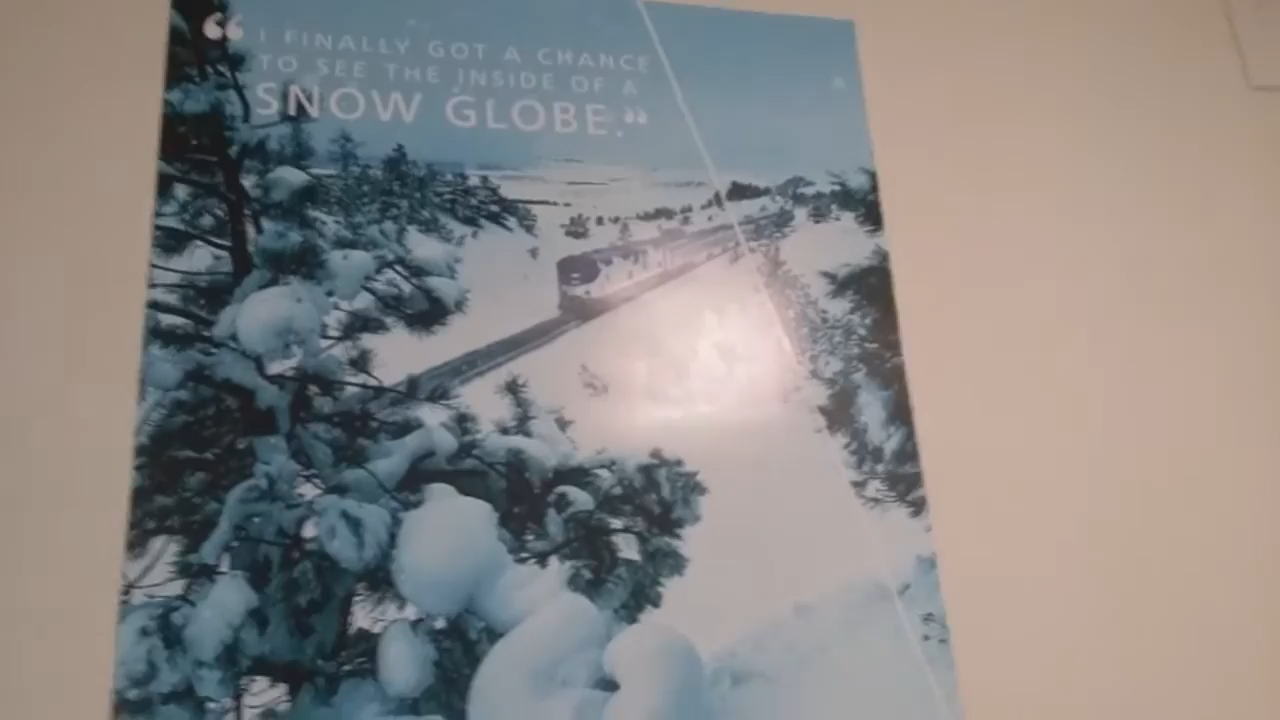 “I FINALLY GOT A CHANCE
TO SEE THE INSIDE OF A
SNOW GLOBE.”